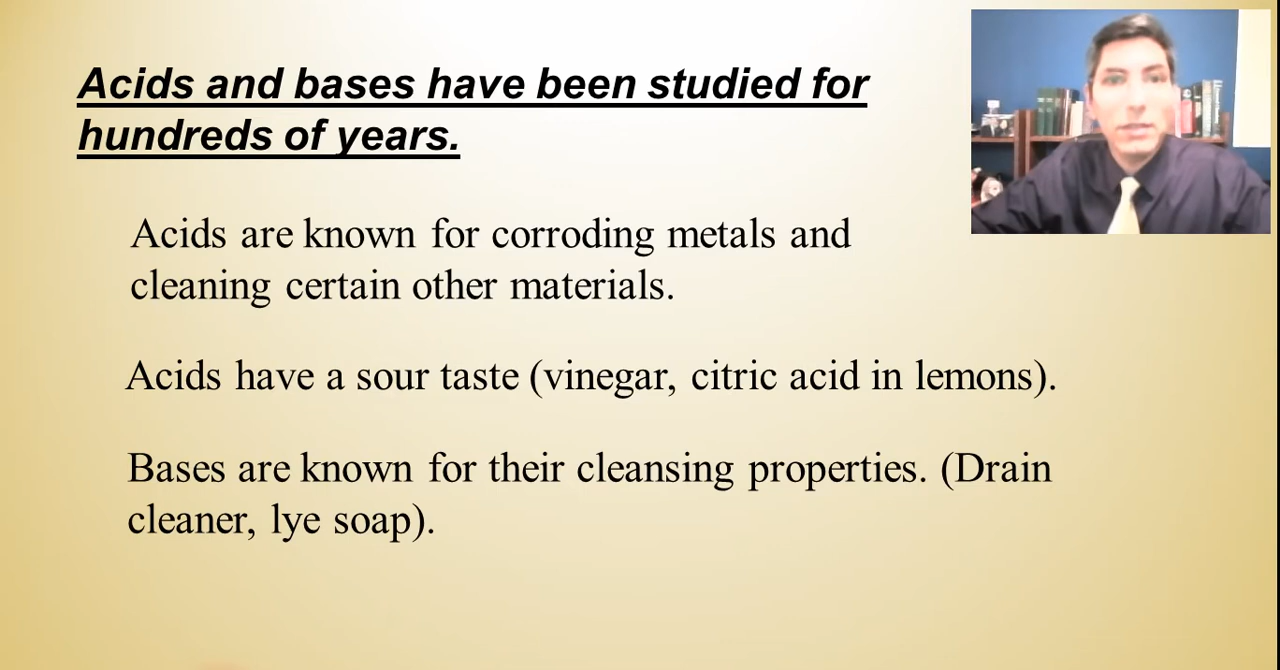 Acids and bases have been studied for
hundreds of years.
Acids are known for corroding metals and
cleaning certain other materials.
Acids have a sour taste (vinegar, citric acid in lemons).
Bases are known for their cleansing properties. (Drain
cleaner, lye soap).